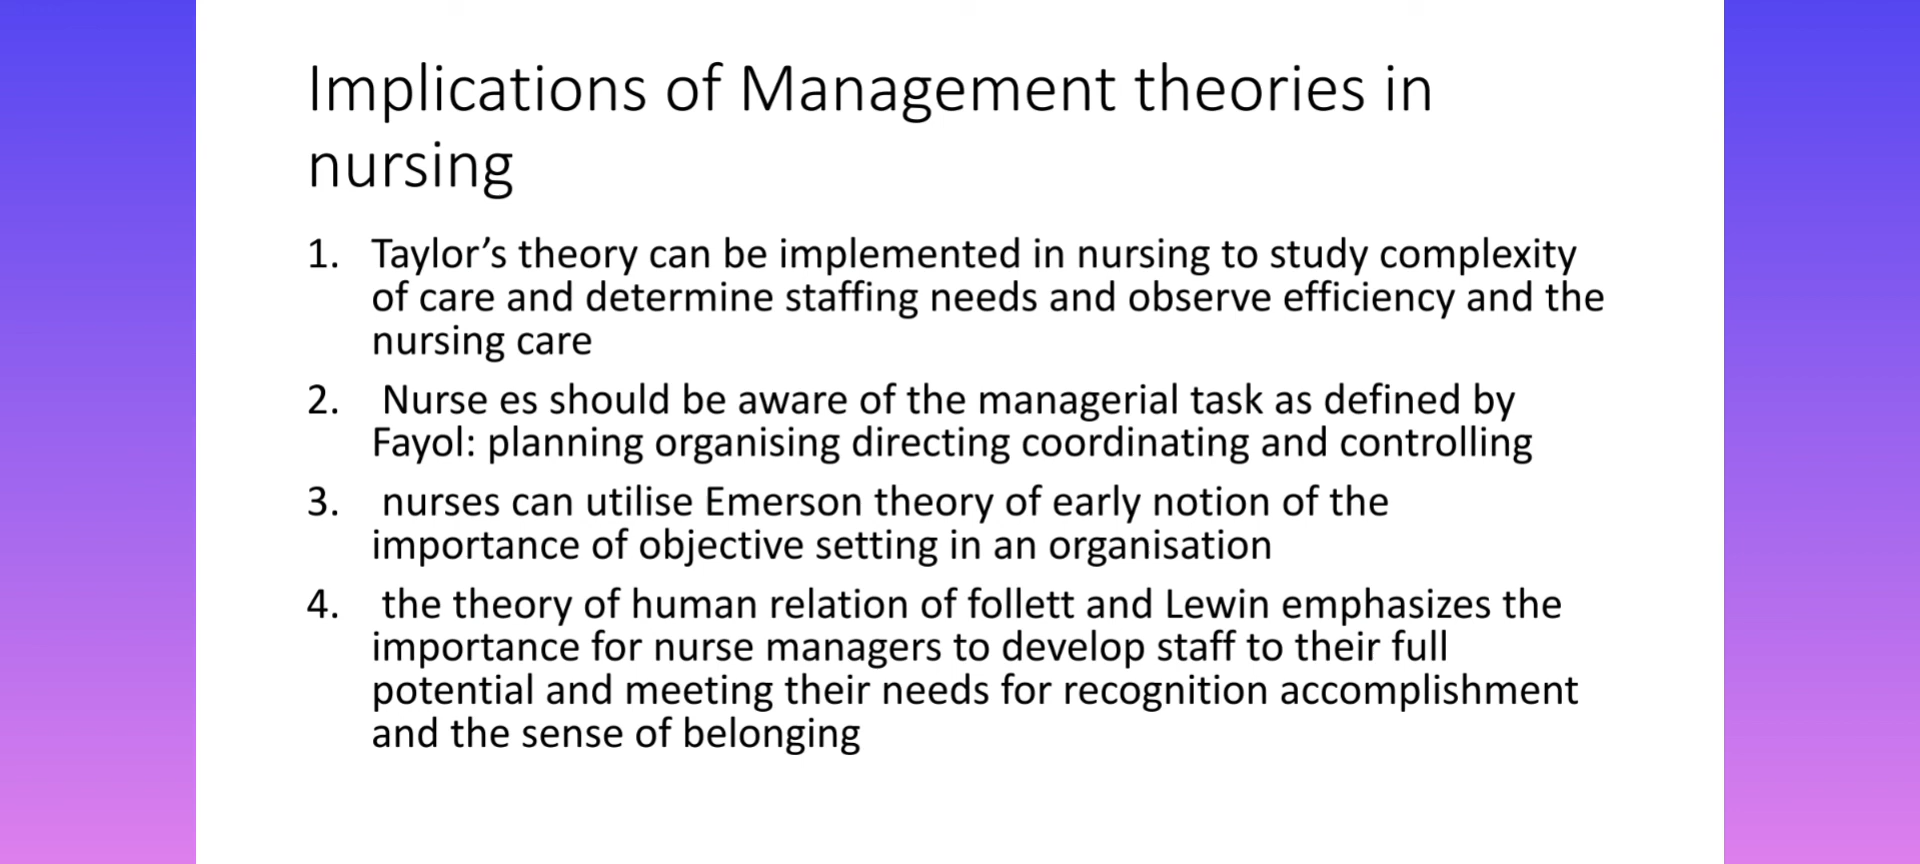 Implications of Management theories in
nursing
1. Taylor’s theory can be implemented in nursing to study complexity
of care and determine staffing needs and observe efficiency and the
nursing care
2. Nurse es should be aware of the managerial task as defined by
Fayol: planning organising directing coordinating and controlling
3. nurses can utilise Emerson theory of early notion of the
importance of objective setting in an organisation
4. the theory of human relation of follett and Lewin emphasizes the
importance for nurse managers to develop staff to their full
potential and meeting their needs for recognition accomplishment
and the sense of belonging